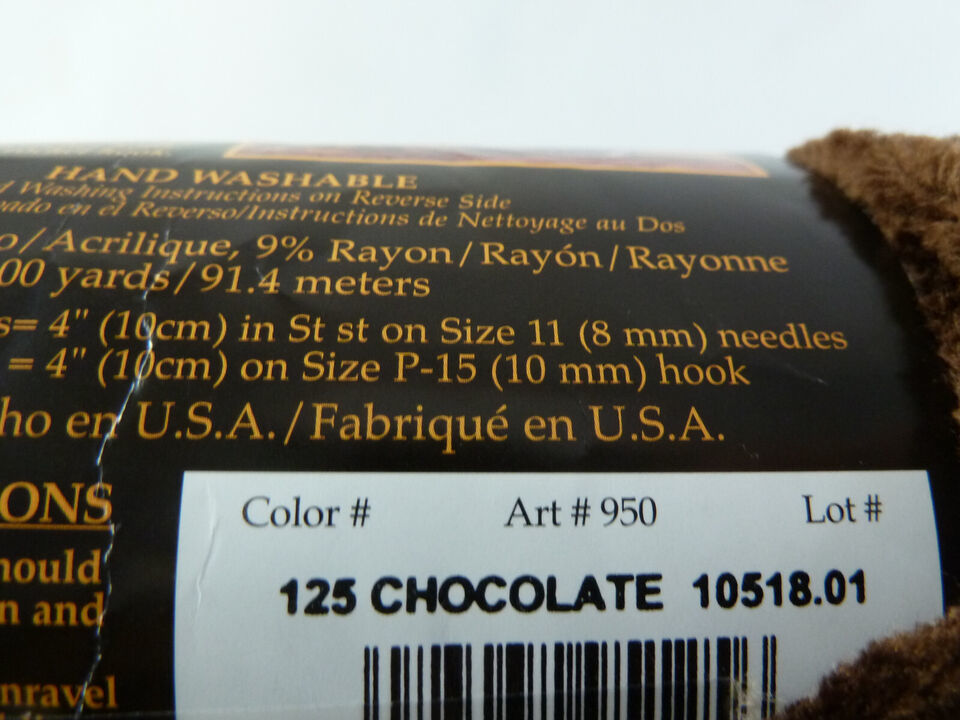 HAND WASHABLE
Washing Instructions on Reverse Side
en el Reverso/Instructions de Nettoyage au Dos
o/Acrilique, 9% Rayon/Rayón/Rayonne
00 yards/91.4 meters
s= 4" (10cm) in St st on Size 11 (8 mm) needles
= 4" (10cm) on Size P-15 (10 mm) hook
ho en U.S.A./Fabriqué en U.S.A.
ONS
hould
n and
nravel
Color # Art # 950 Lot #
125 CHOCOLATE 10518.01